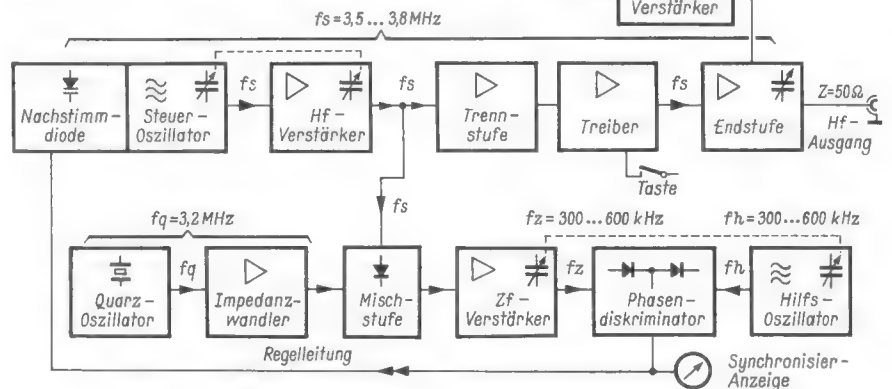 Verstärker
fs = 3,5 ... 3,8 MHz
Nachstimm-
diode
Steuer-
Oszillator
fs
Hf-
Verstärker
fs
Trenn-
stufe
Treiber
fs
Endstufe
Z=50Ω
Hf-
Ausgang
Taste
fs
fq = 3,2 MHz
fz = 300 ... 600 kHz
fh = 300 ... 600 kHz
Quarz-
Oszillator
fq
Impedanz-
wandler
Misch-
stufe
Zf-
Verstärker
fz
Phasen-
diskriminator
fh
Hilfs-
Oszillator
Regelleitung
Synchronisier-
Anzeige